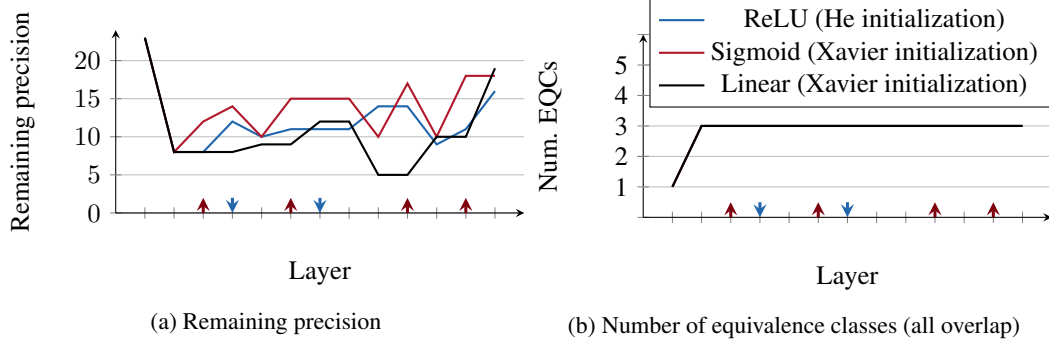 Remaining precision
20
15
10
5
0
Layer
(a) Remaining precision
ReLU (He initialization)
Sigmoid (Xavier initialization)
Linear (Xavier initialization)
Num. EQCs
5
4
3
2
1
Layer
(b) Number of equivalence classes (all overlap)